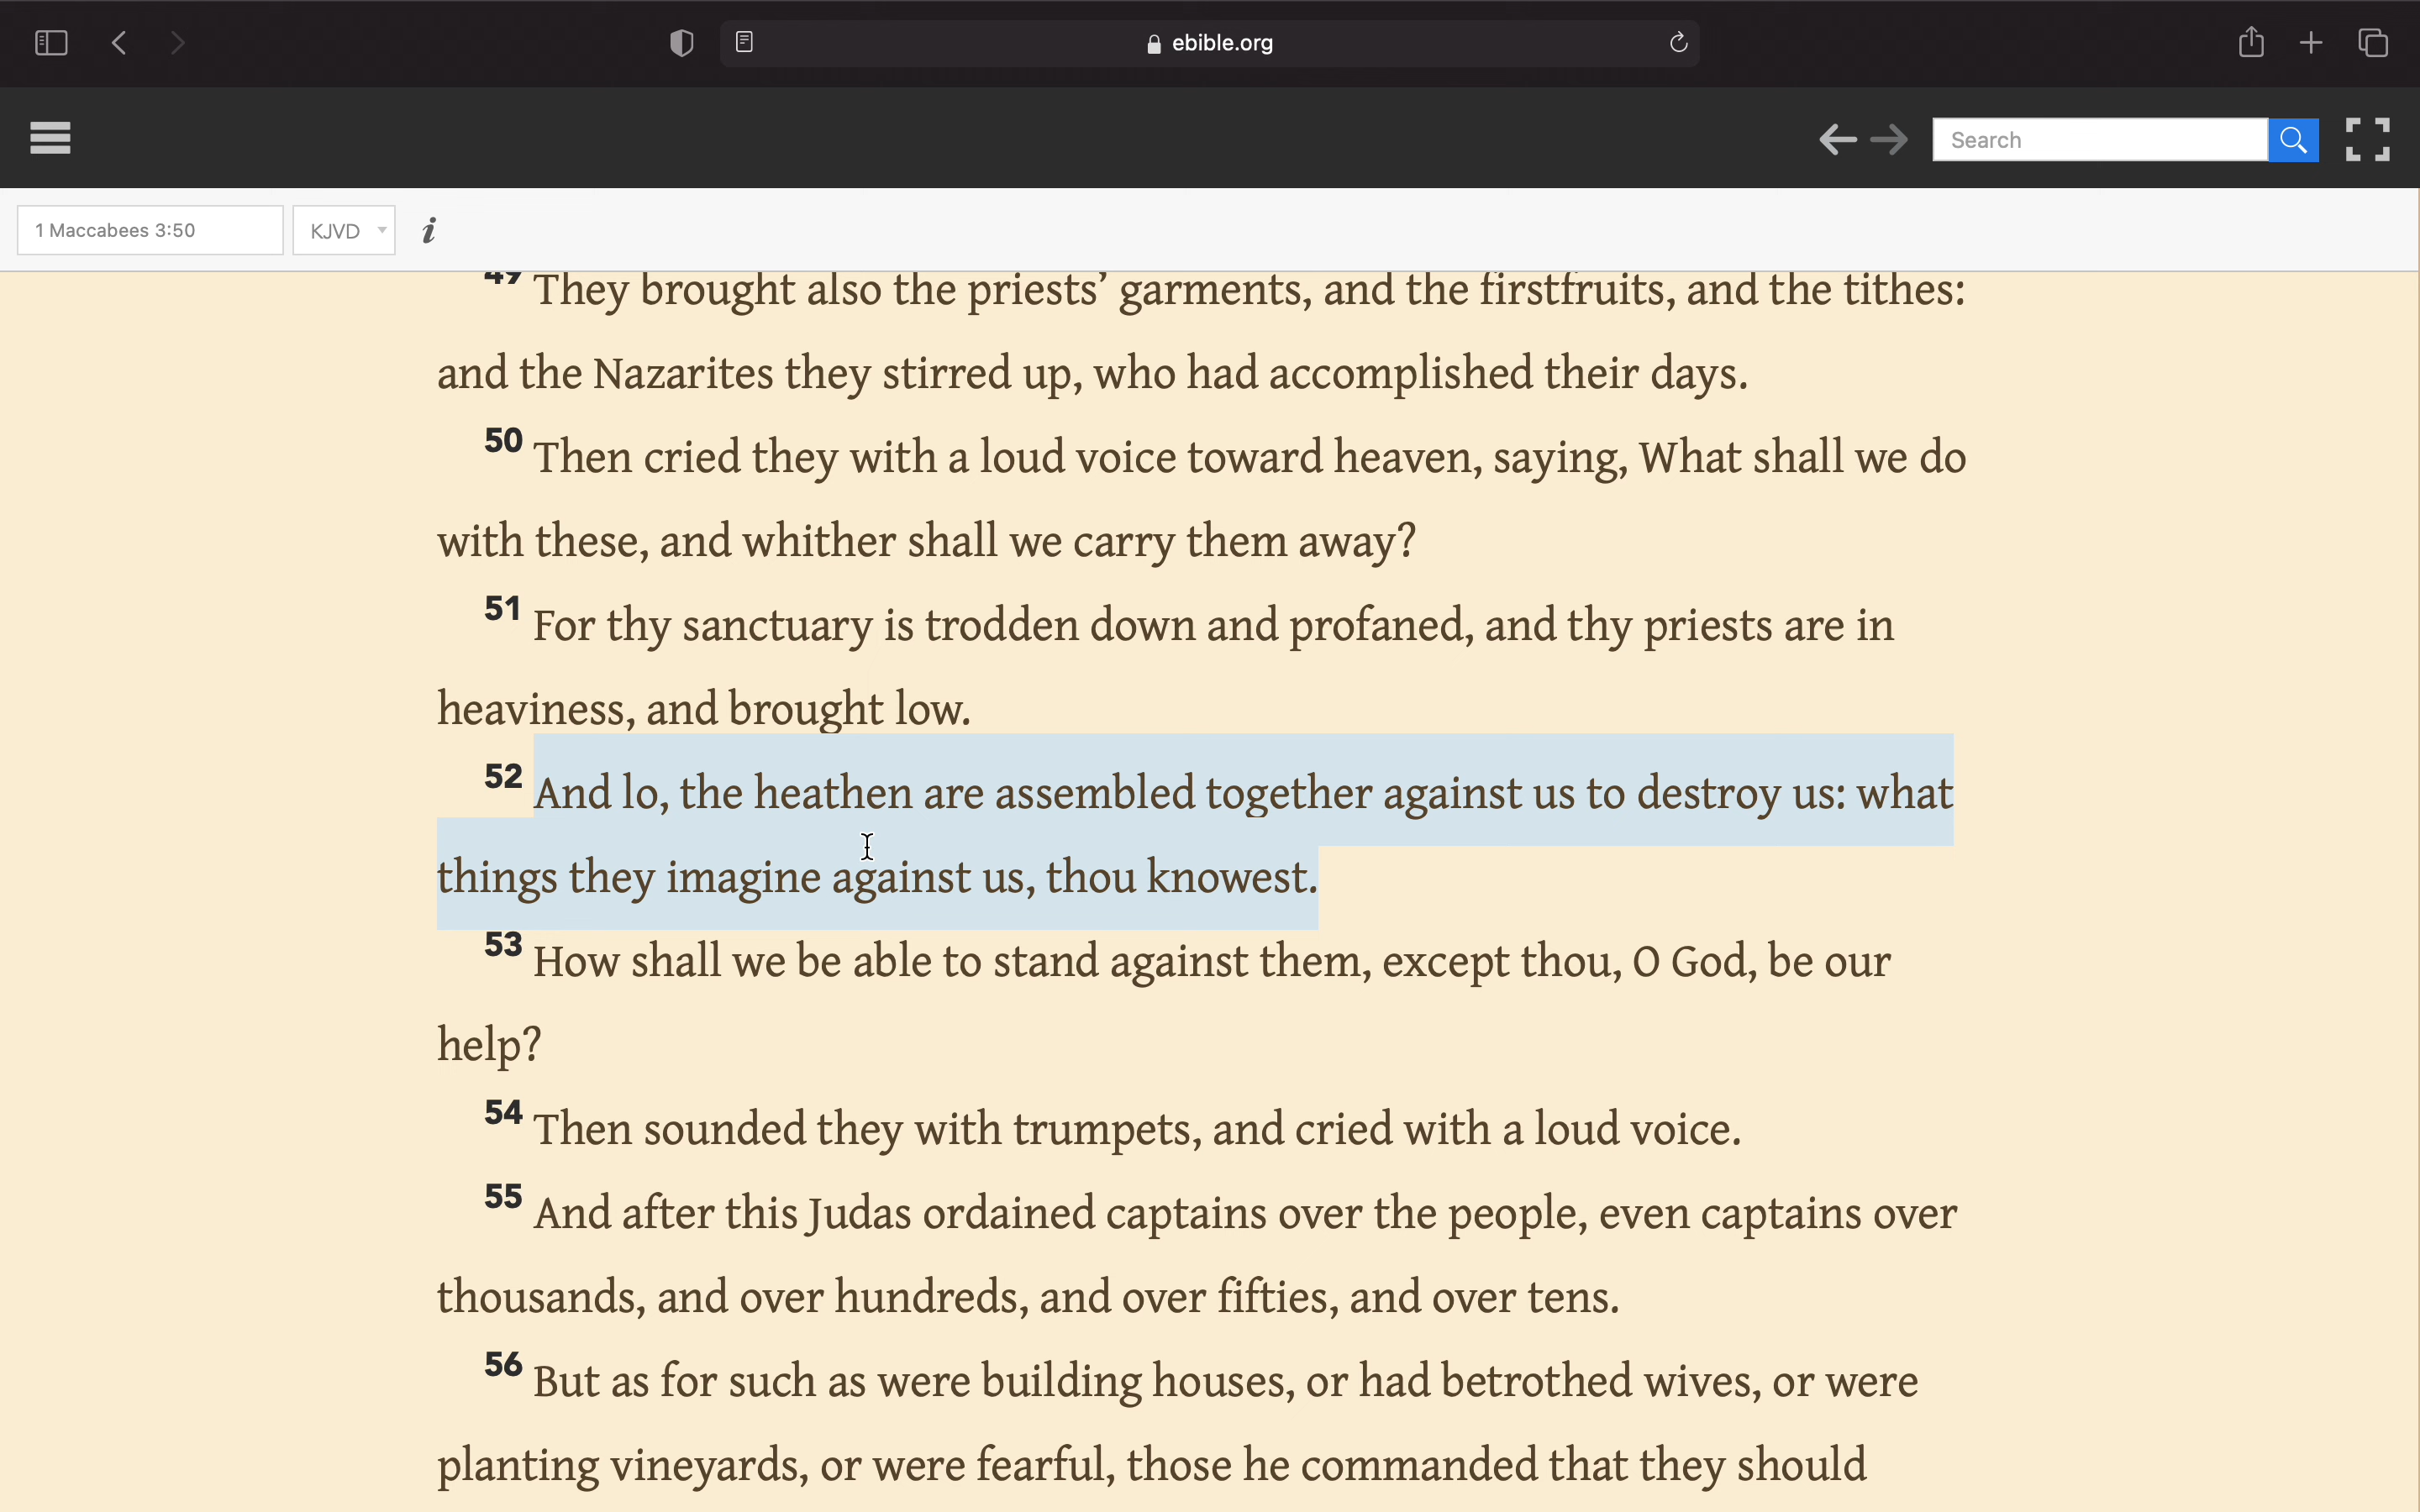 ebible.org
Search
1 Maccabees 3:50
KJVD
i
49 They brought also the priests’ garments, and the firstfruits, and the tithes:
and the Nazarites they stirred up, who had accomplished their days.
50 Then cried they with a loud voice toward heaven, saying, What shall we do
with these, and whither shall we carry them away?
51 For thy sanctuary is trodden down and profaned, and thy priests are in
heaviness, and brought low.
52 And lo, the heathen are assembled together against us to destroy us: what
things they imagine against us, thou knowest.
53 How shall we be able to stand against them, except thou, O God, be our
help?
54 Then sounded they with trumpets, and cried with a loud voice.
55 And after this Judas ordained captains over the people, even captains over
thousands, and over hundreds, and over fifties, and over tens.
56 But as for such as were building houses, or had betrothed wives, or were
planting vineyards, or were fearful, those he commanded that they should